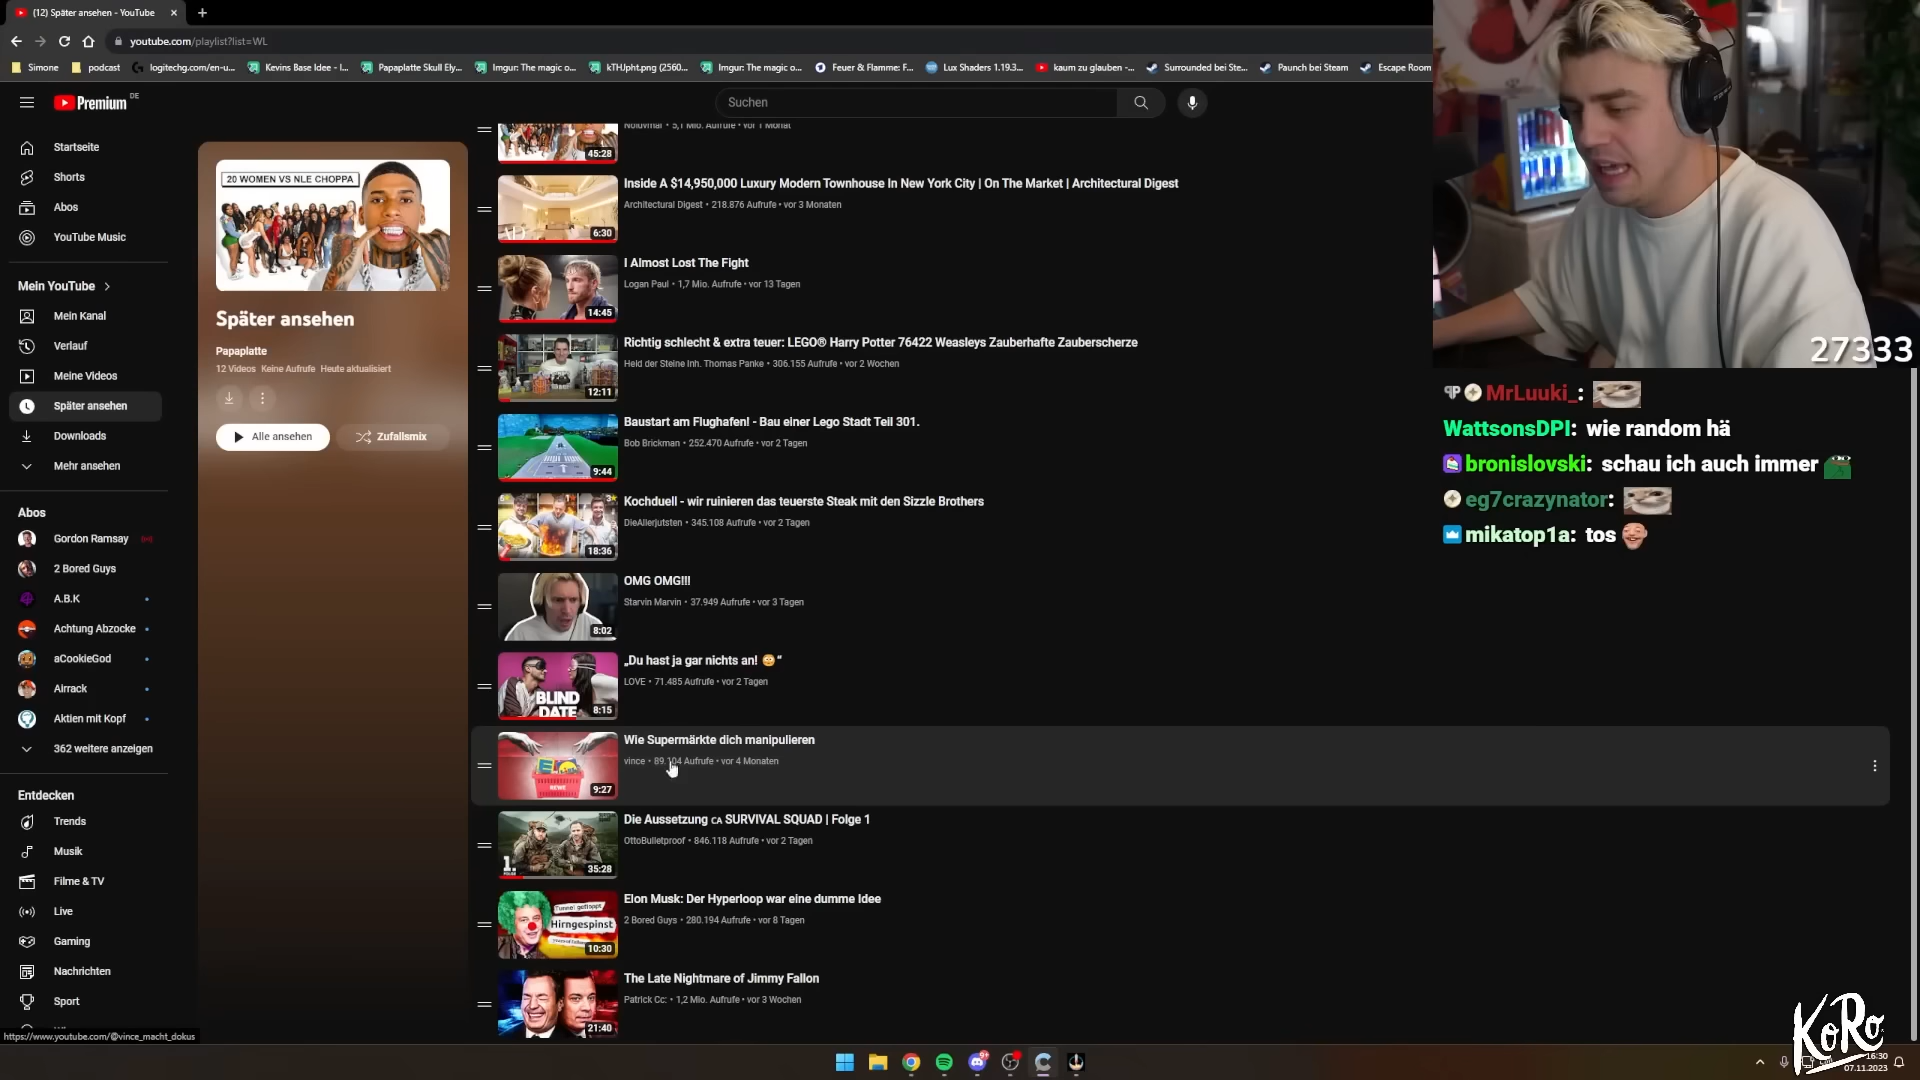 (12) Später ansehen - YouTube
youtube.com/playlist?list=WL
Simone
podcast
logitechg.com/en-u...
Kevins Base Idee - I...
Papaplatte Skull Ely...
Imgur: The magic o...
kTHJpht.png (2560...
Imgur: The magic o...
Feuer & Flamme: F...
Lux Shaders 1.19.3...
kaum zu glauben -...
Surrounded bei Ste...
Paunch bei Steam
Escape Room
Premium DE
Suchen
Startseite
Shorts
Abos
YouTube Music
Mein YouTube
Mein Kanal
Verlauf
Meine Videos
Später ansehen
Downloads
Mehr ansehen
Abos
Gordon Ramsay
2 Bored Guys
A.B.K
Achtung Abzocke
aCookieGod
Airrack
Aktien mit Kopf
362 weitere anzeigen
Entdecken
Trends
Musik
Filme & TV
Live
Gaming
Nachrichten
Sport
https://www.youtube.com/@vince_macht_dokus
20 WOMEN VS NLE CHOPPA
Später ansehen
Papaplatte
12 Videos Keine Aufrufe Heute aktualisiert
Alle ansehen
Zufallsmix
45:28
5,1 Mio. Aufrufe • vor 1 Monat
6:30
Inside A $14,950,000 Luxury Modern Townhouse In New York City | On The Market | Architectural Digest
Architectural Digest • 218.876 Aufrufe • vor 3 Monaten
14:45
I Almost Lost The Fight
Logan Paul • 1,7 Mio. Aufrufe • vor 13 Tagen
12:11
Richtig schlecht & extra teuer: LEGO® Harry Potter 76422 Weasleys Zauberhafte Zauberscherze
Held der Steine Inh. Thomas Panke • 306.155 Aufrufe • vor 2 Wochen
9:44
Baustart am Flughafen! - Bau einer Lego Stadt Teil 301.
Bob Brickman • 252.470 Aufrufe • vor 2 Tagen
18:36
Kochduell - wir ruinieren das teuerste Steak mit den Sizzle Brothers
DieAllerjutsten • 345.108 Aufrufe • vor 2 Tagen
8:02
OMG OMG!!!
Starvin Marvin • 37.949 Aufrufe • vor 3 Tagen
BLIND
DATE
8:15
„Du hast ja gar nichts an! 😳“
LOVE • 71.485 Aufrufe • vor 2 Tagen
REWE
9:27
Wie Supermärkte dich manipulieren
vince • 89.104 Aufrufe • vor 4 Monaten
1.
35:28
Die Aussetzung ᴄᴀ SURVIVAL SQUAD | Folge 1
OttoBulletproof • 846.118 Aufrufe • vor 2 Tagen
Hirngespinst
10:30
Elon Musk: Der Hyperloop war eine dumme Idee
2 Bored Guys • 280.194 Aufrufe • vor 8 Tagen
21:40
The Late Nightmare of Jimmy Fallon
Patrick Cc: • 1,2 Mio. Aufrufe • vor 3 Wochen
27333
MrLuuki_:
WattsonsDPI: wie random hä
bronislovski: schau ich auch immer
eg7crazynator:
mikatop1a: tos
KoRo
16:30
07.11.2023